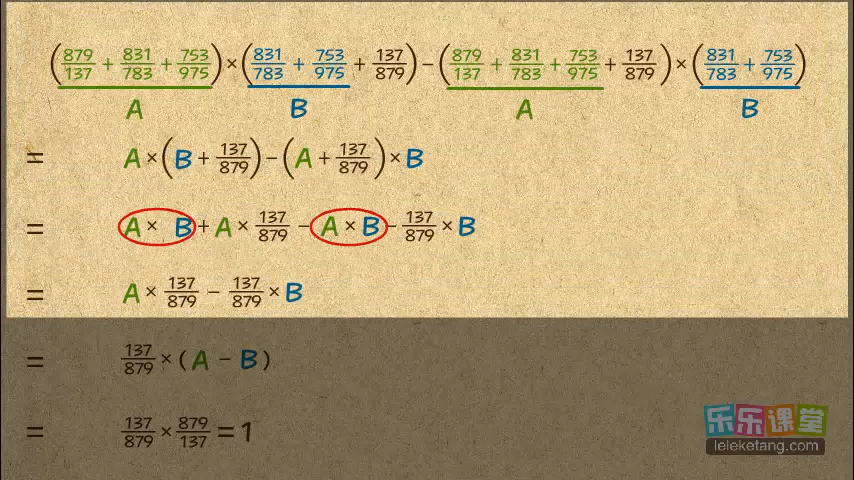 (879/137 + 831/783 + 753/975) × (831/783 + 753/975 + 137/879) − (879/137 + 831/783 + 753/975 + 137/879) × (831/783 + 753/975)
A B A B
= A × (B + 137/879) − (A + 137/879) × B
= A × B + A × 137/879 − A × B − 137/879 × B
= A × 137/879 − 137/879 × B
= 137/879 × (A − B)
= 137/879 × 879/137 = 1
乐乐课堂
leleketang.com